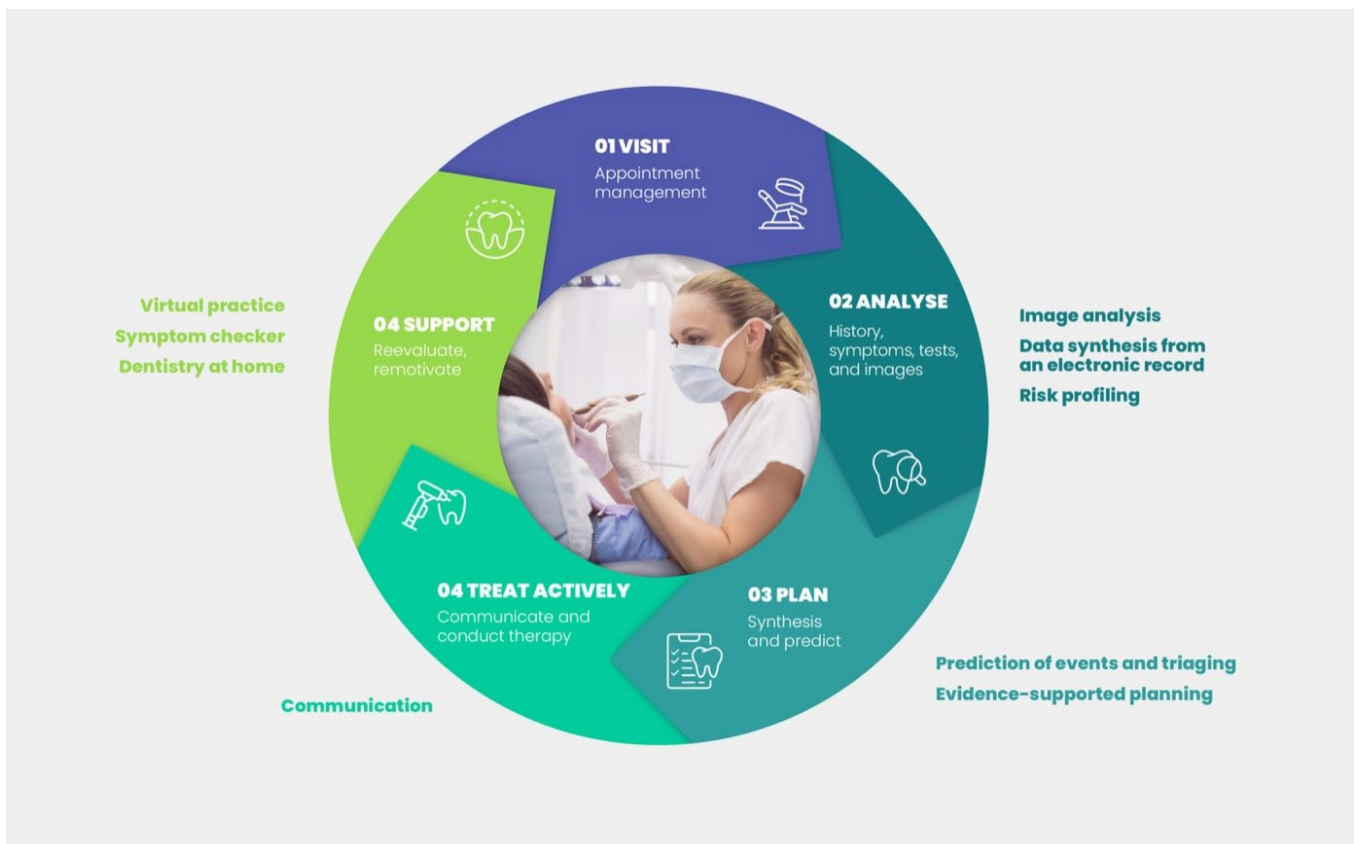 01 VISIT
Appointment
management
02 ANALYSE
History,
symptoms, tests,
and images
Image analysis
Data synthesis from
an electronic record
Risk profiling
03 PLAN
Synthesis
and predict
Prediction of events and triaging
Evidence-supported planning
04 TREAT ACTIVELY
Communicate and
conduct therapy
Communication
04 SUPPORT
Reevaluate,
remotivate
Virtual practice
Symptom checker
Dentistry at home